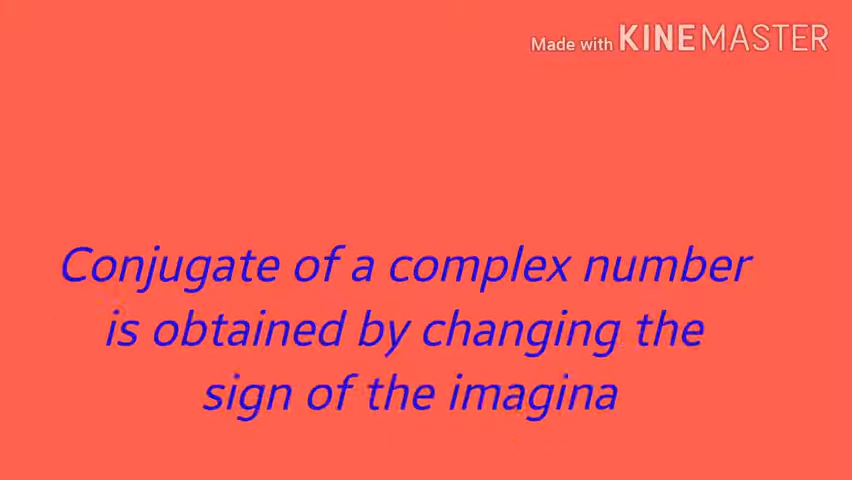 Made with KINEMASTER
Conjugate of a complex number
is obtained by changing the
sign of the imagina